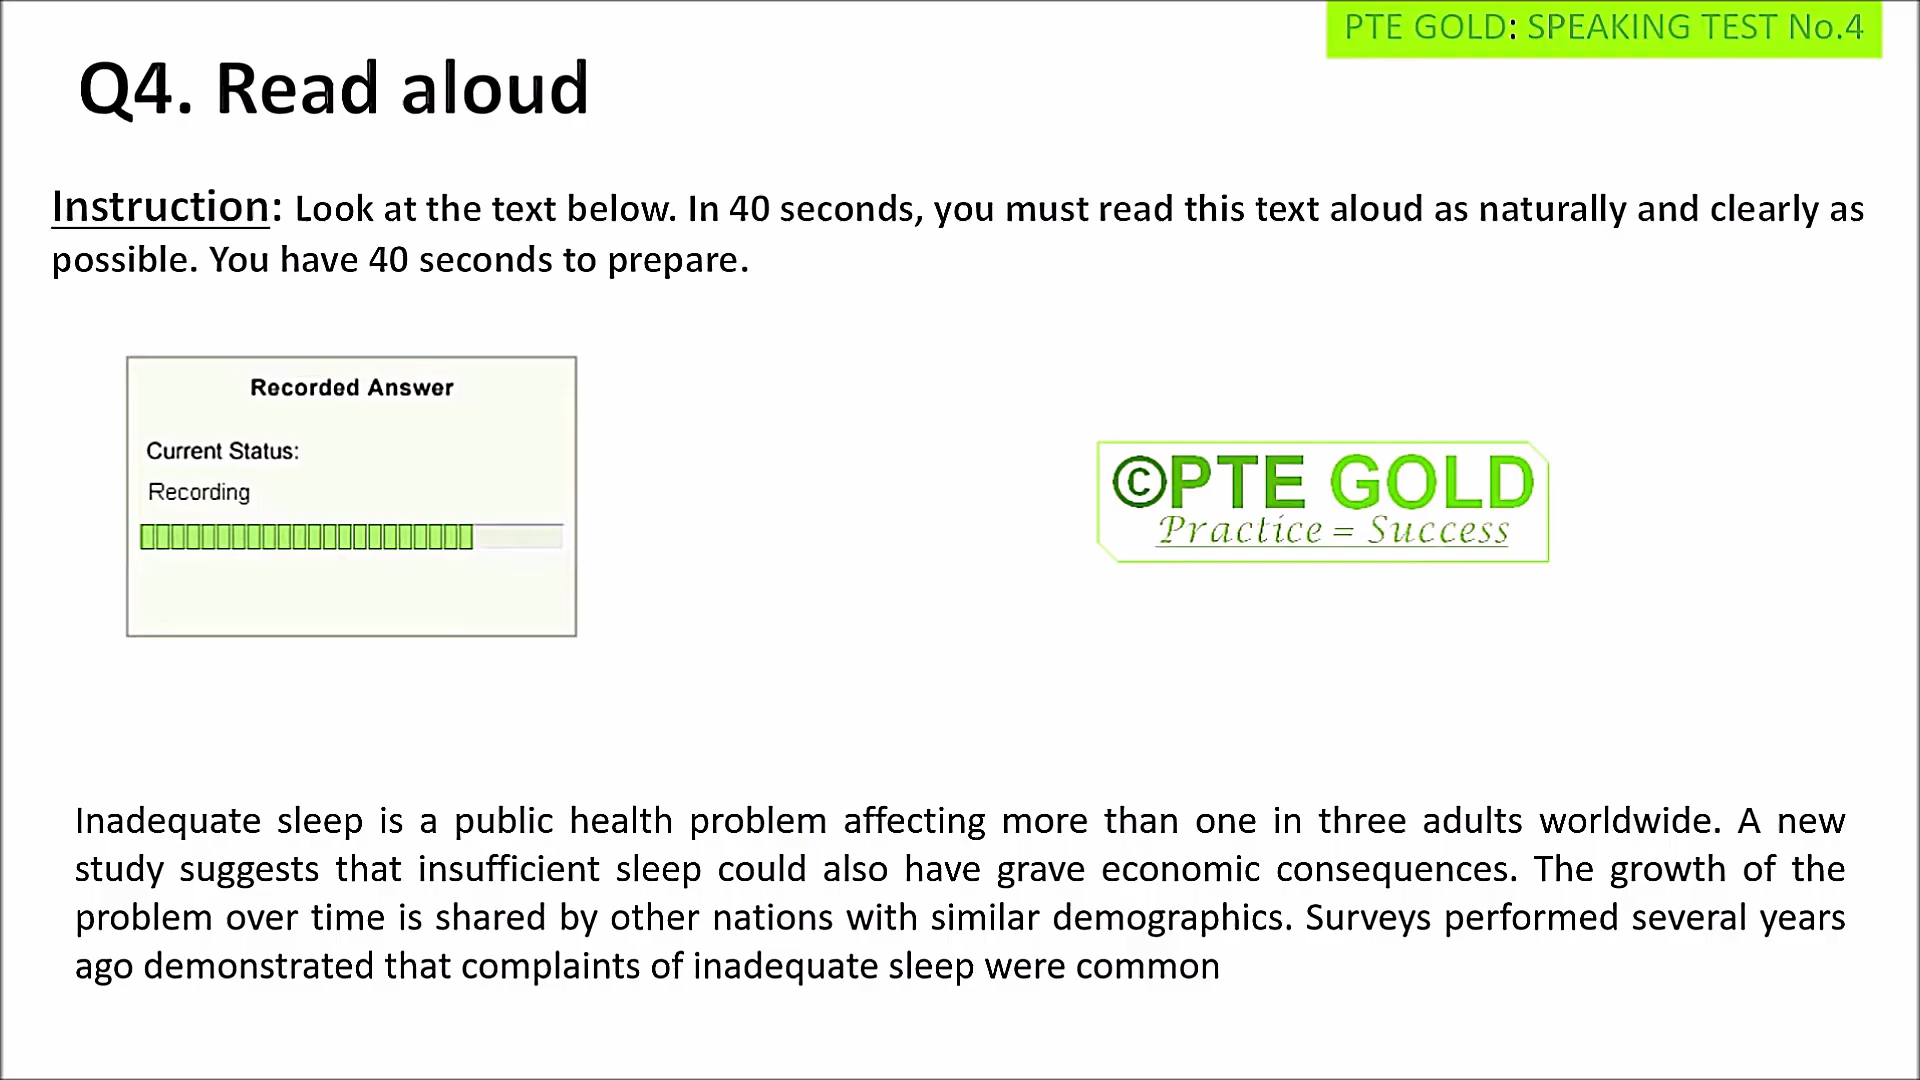 PTE GOLD: SPEAKING TEST No.4
Q4. Read aloud
Instruction: Look at the text below. In 40 seconds, you must read this text aloud as naturally and clearly as
possible. You have 40 seconds to prepare.
Recorded Answer
Current Status:
Recording
©PTE GOLD
Practice = Success
Inadequate sleep is a public health problem affecting more than one in three adults worldwide. A new
study suggests that insufficient sleep could also have grave economic consequences. The growth of the
problem over time is shared by other nations with similar demographics. Surveys performed several years
ago demonstrated that complaints of inadequate sleep were common